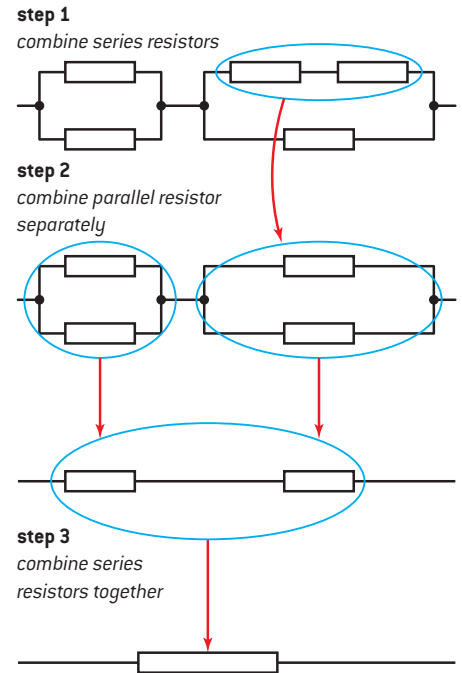 step 1
combine series resistors
step 2
combine parallel resistor
separately
step 3
combine series
resistors together